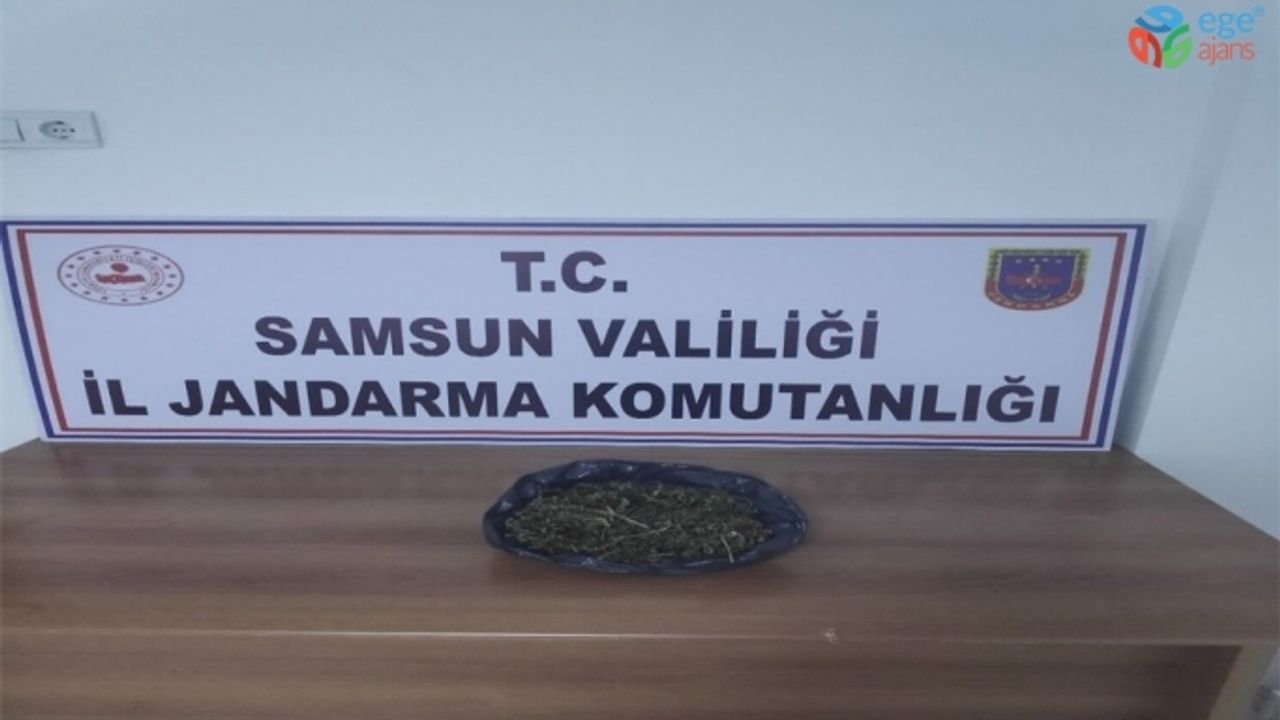 ege®
ajans
T.C.
SAMSUN VALİLİĞİ
İL JANDARMA KOMUTANLIĞI